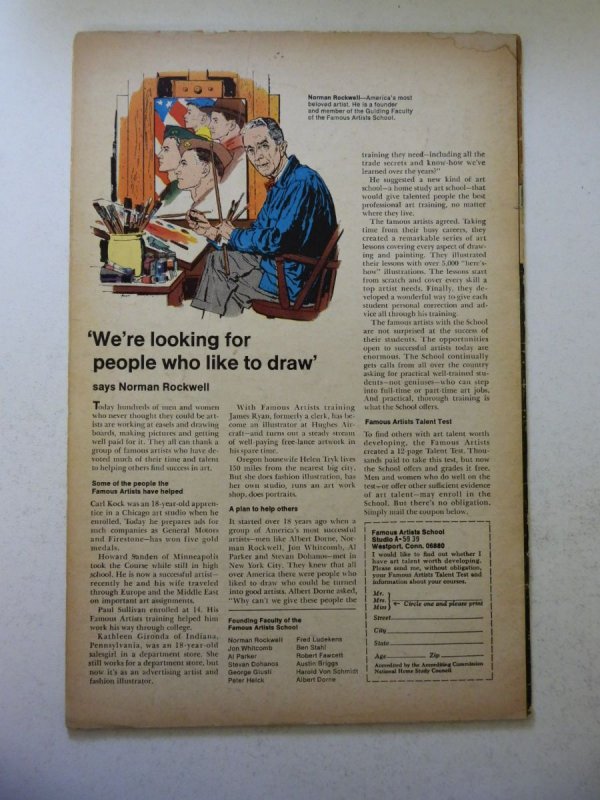 Norman Rockwell—America's most
beloved artist. He is a founder
and member of the Guiding Faculty
of the Famous Artists School.
'We're looking for
people who like to draw'
says Norman Rockwell
Today hundreds of men and women
who never thought they could be art-
ists are working at easels and drawing
boards, making pictures and getting
well paid for it. They all can thank a
group of famous artists who have de-
voted much of their time and talent
to helping others find success in art.
Some of the people the
Famous Artists have helped
Carl Kock was an 18-year-old appren-
tice in a Chicago art studio when he
enrolled. Today he prepares ads for
such companies as General Motors
and Firestone—has won five gold
medals.
Howard Sanden of Minneapolis
took the Course while still in high
school. He is now a successful artist—
recently he and his wife traveled
through Europe and the Middle East
on important art assignments.
Paul Sullivan enrolled at 14. His
Famous Artists training helped him
work his way through college.
Kathleen Gironda of Indiana,
Pennsylvania, was an 18-year-old
salesgirl in a department store. She
still works for a department store, but
now it's as an advertising artist and
fashion illustrator.
With Famous Artists training
James Ryan, formerly a clerk, has be-
come an illustrator at Hughes Air-
craft—and turns out a steady stream
of well-paying free-lance artwork in
his spare time.
Oregon housewife Helen Tryk lives
150 miles from the nearest big city.
But she does fashion illustration, has
her own studio, runs an art work
shop, does portraits.
A plan to help others
It started over 18 years ago when a
group of America's most successful
artists—men like Albert Dorne, Nor-
man Rockwell, Jon Whitcomb, Al
Parker and Stevan Dohanos—met in
New York City. They knew that all
over America there were people who
liked to draw who could be turned
into good artists. Albert Dorne asked,
"Why can't we give these people the
Founding Faculty of the
Famous Artists School
Norman Rockwell
Jon Whitcomb
Al Parker
Stevan Dohanos
George Giusti
Peter Helck
Fred Ludekens
Ben Stahl
Robert Fawcett
Austin Briggs
Harold Von Schmidt
Albert Dorne
training they need—including all the
trade secrets and know-how we've
learned over the years?"
He suggested a new kind of art
school—a home study art school—that
would give talented people the best
professional art training, no matter
where they live.
The famous artists agreed. Taking
time from their busy careers, they
created a remarkable series of art
lessons covering every aspect of draw-
ing and painting. They illustrated
their lessons with over 5,000 "here's-
how" illustrations. The lessons start
from scratch and cover every skill a
top artist needs. Finally, they de-
veloped a wonderful way to give each
student personal correction and ad-
vice all through his training.
The famous artists with the School
are not surprised at the success of
their students. The opportunities
open to successful artists today are
enormous. The School continually
gets calls from all over the country
asking for practical well-trained stu-
dents—not geniuses—who can step
into full-time or part-time art jobs.
And practical, thorough training is
what the School offers.
Famous Artists Talent Test
To find others with art talent worth
developing, the Famous Artists
created a 12-page Talent Test. Thou-
sands paid to take this test, but now
the School offers and grades it free.
Men and women who do well on the
test—or offer other sufficient evidence
of art talent—may enroll in the
School. But there's no obligation.
Simply mail the coupon below.
Famous Artists School
Studio A-5939
Westport, Conn. 06880
I would like to find out whether I
have art talent worth developing.
Please send me, without obligation,
your Famous Artists Talent Test and
information about your courses.
Mr.
Mrs.
Miss
Circle one and please print
Street
City
State
Age Zip
Accredited by the Accrediting Commission
National Home Study Council.